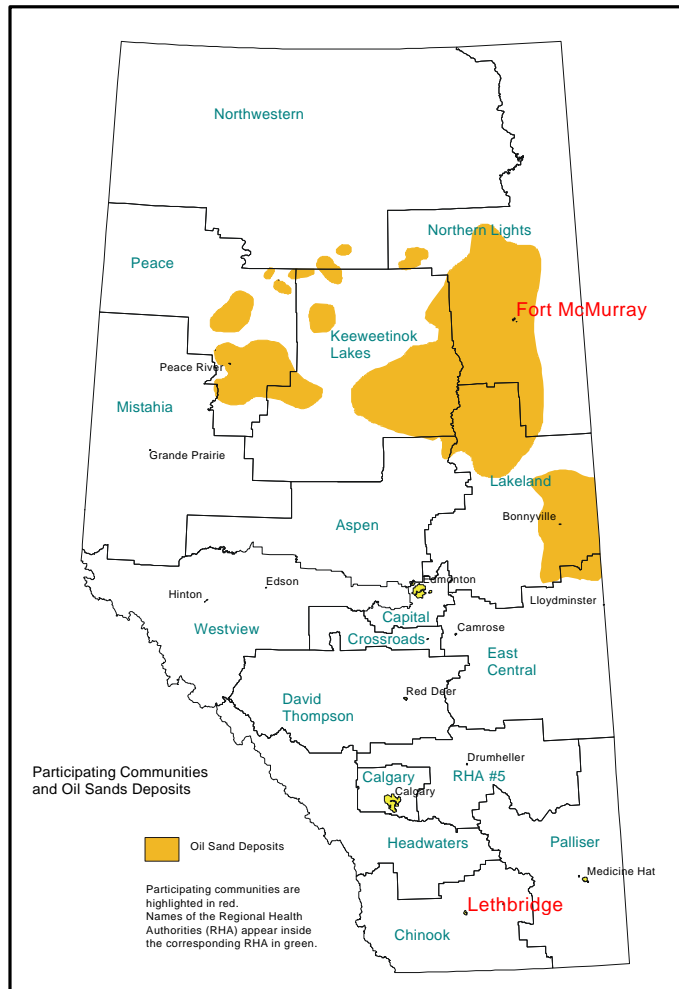 Northwestern
Northern Lights
Peace
Fort McMurray
Keeweetinok
Lakes
Peace River
Mistahia
Grande Prairie
Lakeland
Bonnyville
Aspen
Edmonton
Edson
Hinton
Lloydminster
Capital
Westview
Camrose
Crossroads
East
Central
Red Deer
David
Thompson
Drumheller
Participating Communities
and Oil Sands Deposits
Calgary
RHA #5
Calgary
Headwaters
Palliser
Oil Sand Deposits
Medicine Hat
Participating communities are
highlighted in red.
Names of the Regional Health
Authorities (RHA) appear inside
the corresponding RHA in green.
Lethbridge
Chinook